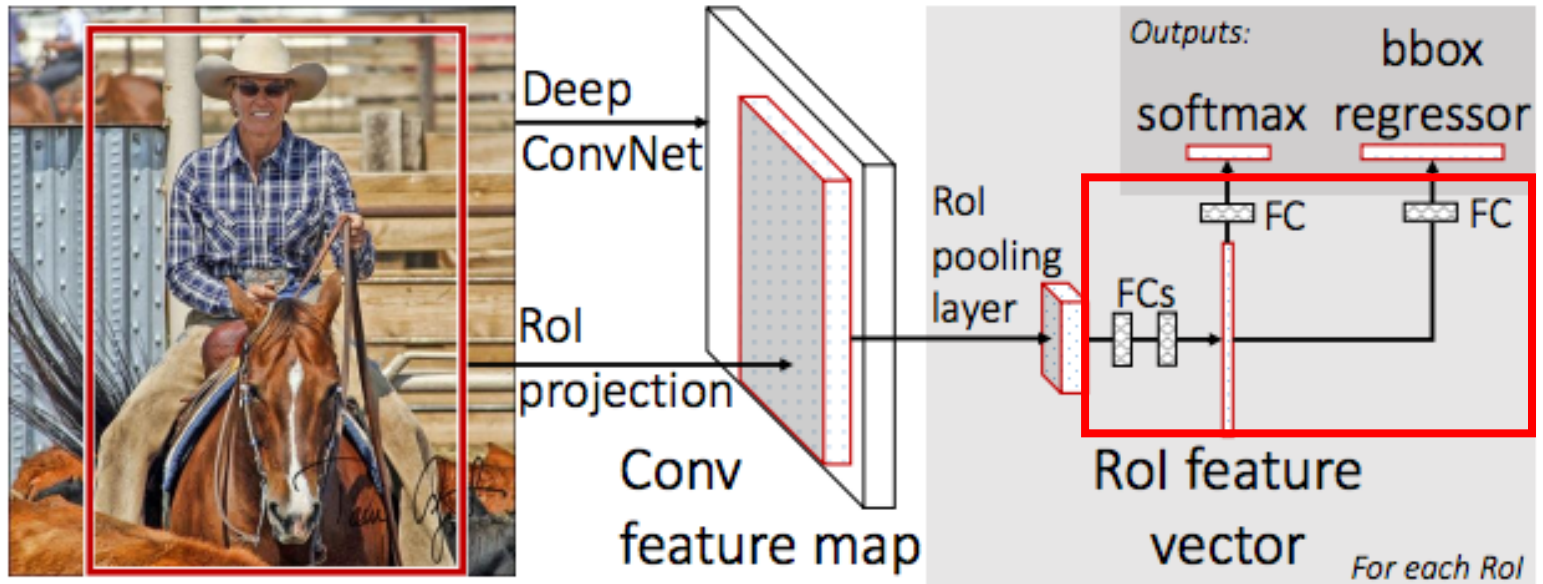 Deep
ConvNet
RoI
projection
Conv
feature map
RoI
pooling
layer
FCs
RoI feature
vector
Outputs:
softmax
bbox
regressor
FC
FC
For each RoI